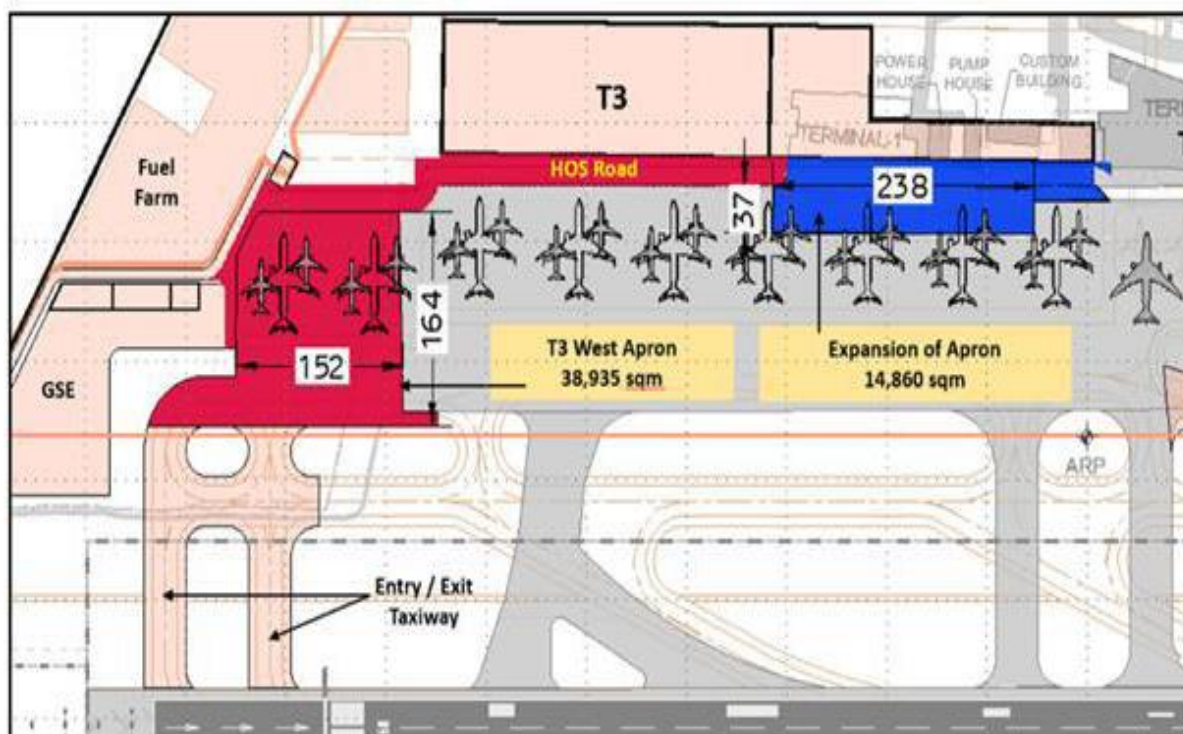 T3
POWER
HOUSE
PUMP
HOUSE
CUSTOM
BUILDING
TERMINAL-1
Fuel
Farm
HOS Road
238
37
164
152
T3 West Apron
38,935 sqm
Expansion of Apron
14,860 sqm
GSE
ARP
Entry / Exit
Taxiway